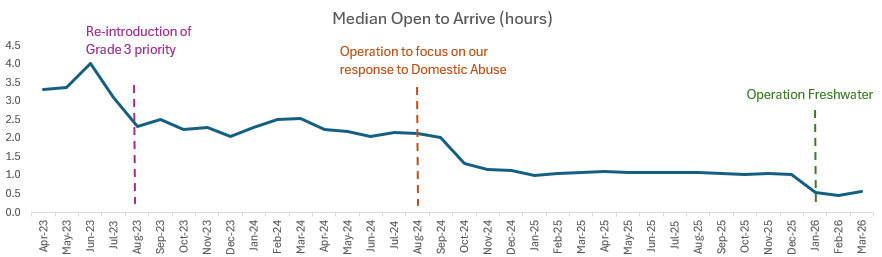 Median Open to Arrive (hours)
Re-introduction of
Grade 3 priority
Operation to focus on our
response to Domestic Abuse
Operation Freshwater
4.5
4.0
3.5
3.0
2.5
2.0
1.5
1.0
0.5
0.0
Apr-23
May-23
Jun-23
Jul-23
Aug-23
Sep-23
Oct-23
Nov-23
Dec-23
Jan-24
Feb-24
Mar-24
Apr-24
May-24
Jun-24
Jul-24
Aug-24
Sep-24
Oct-24
Nov-24
Dec-24
Jan-25
Feb-25
Mar-25
Apr-25
May-25
Jun-25
Jul-25
Aug-25
Sep-25
Oct-25
Nov-25
Dec-25
Jan-26
Feb-26
Mar-26